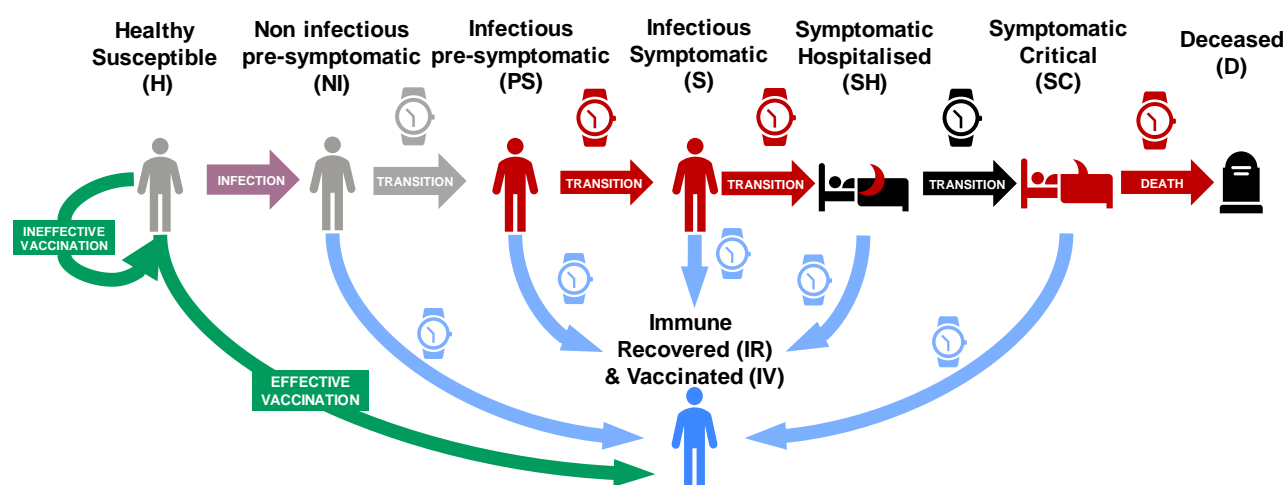 Healthy
Susceptible
(H)
Non infectious
pre-symptomatic
(NI)
Infectious
pre-symptomatic
(PS)
Infectious
Symptomatic
(S)
Symptomatic
Hospitalised
(SH)
Symptomatic
Critical
(SC)
Deceased
(D)
INFECTION
TRANSITION
TRANSITION
TRANSITION
TRANSITION
DEATH
INEFFECTIVE
VACCINATION
EFFECTIVE
VACCINATION
Immune
Recovered (IR)
& Vaccinated (IV)